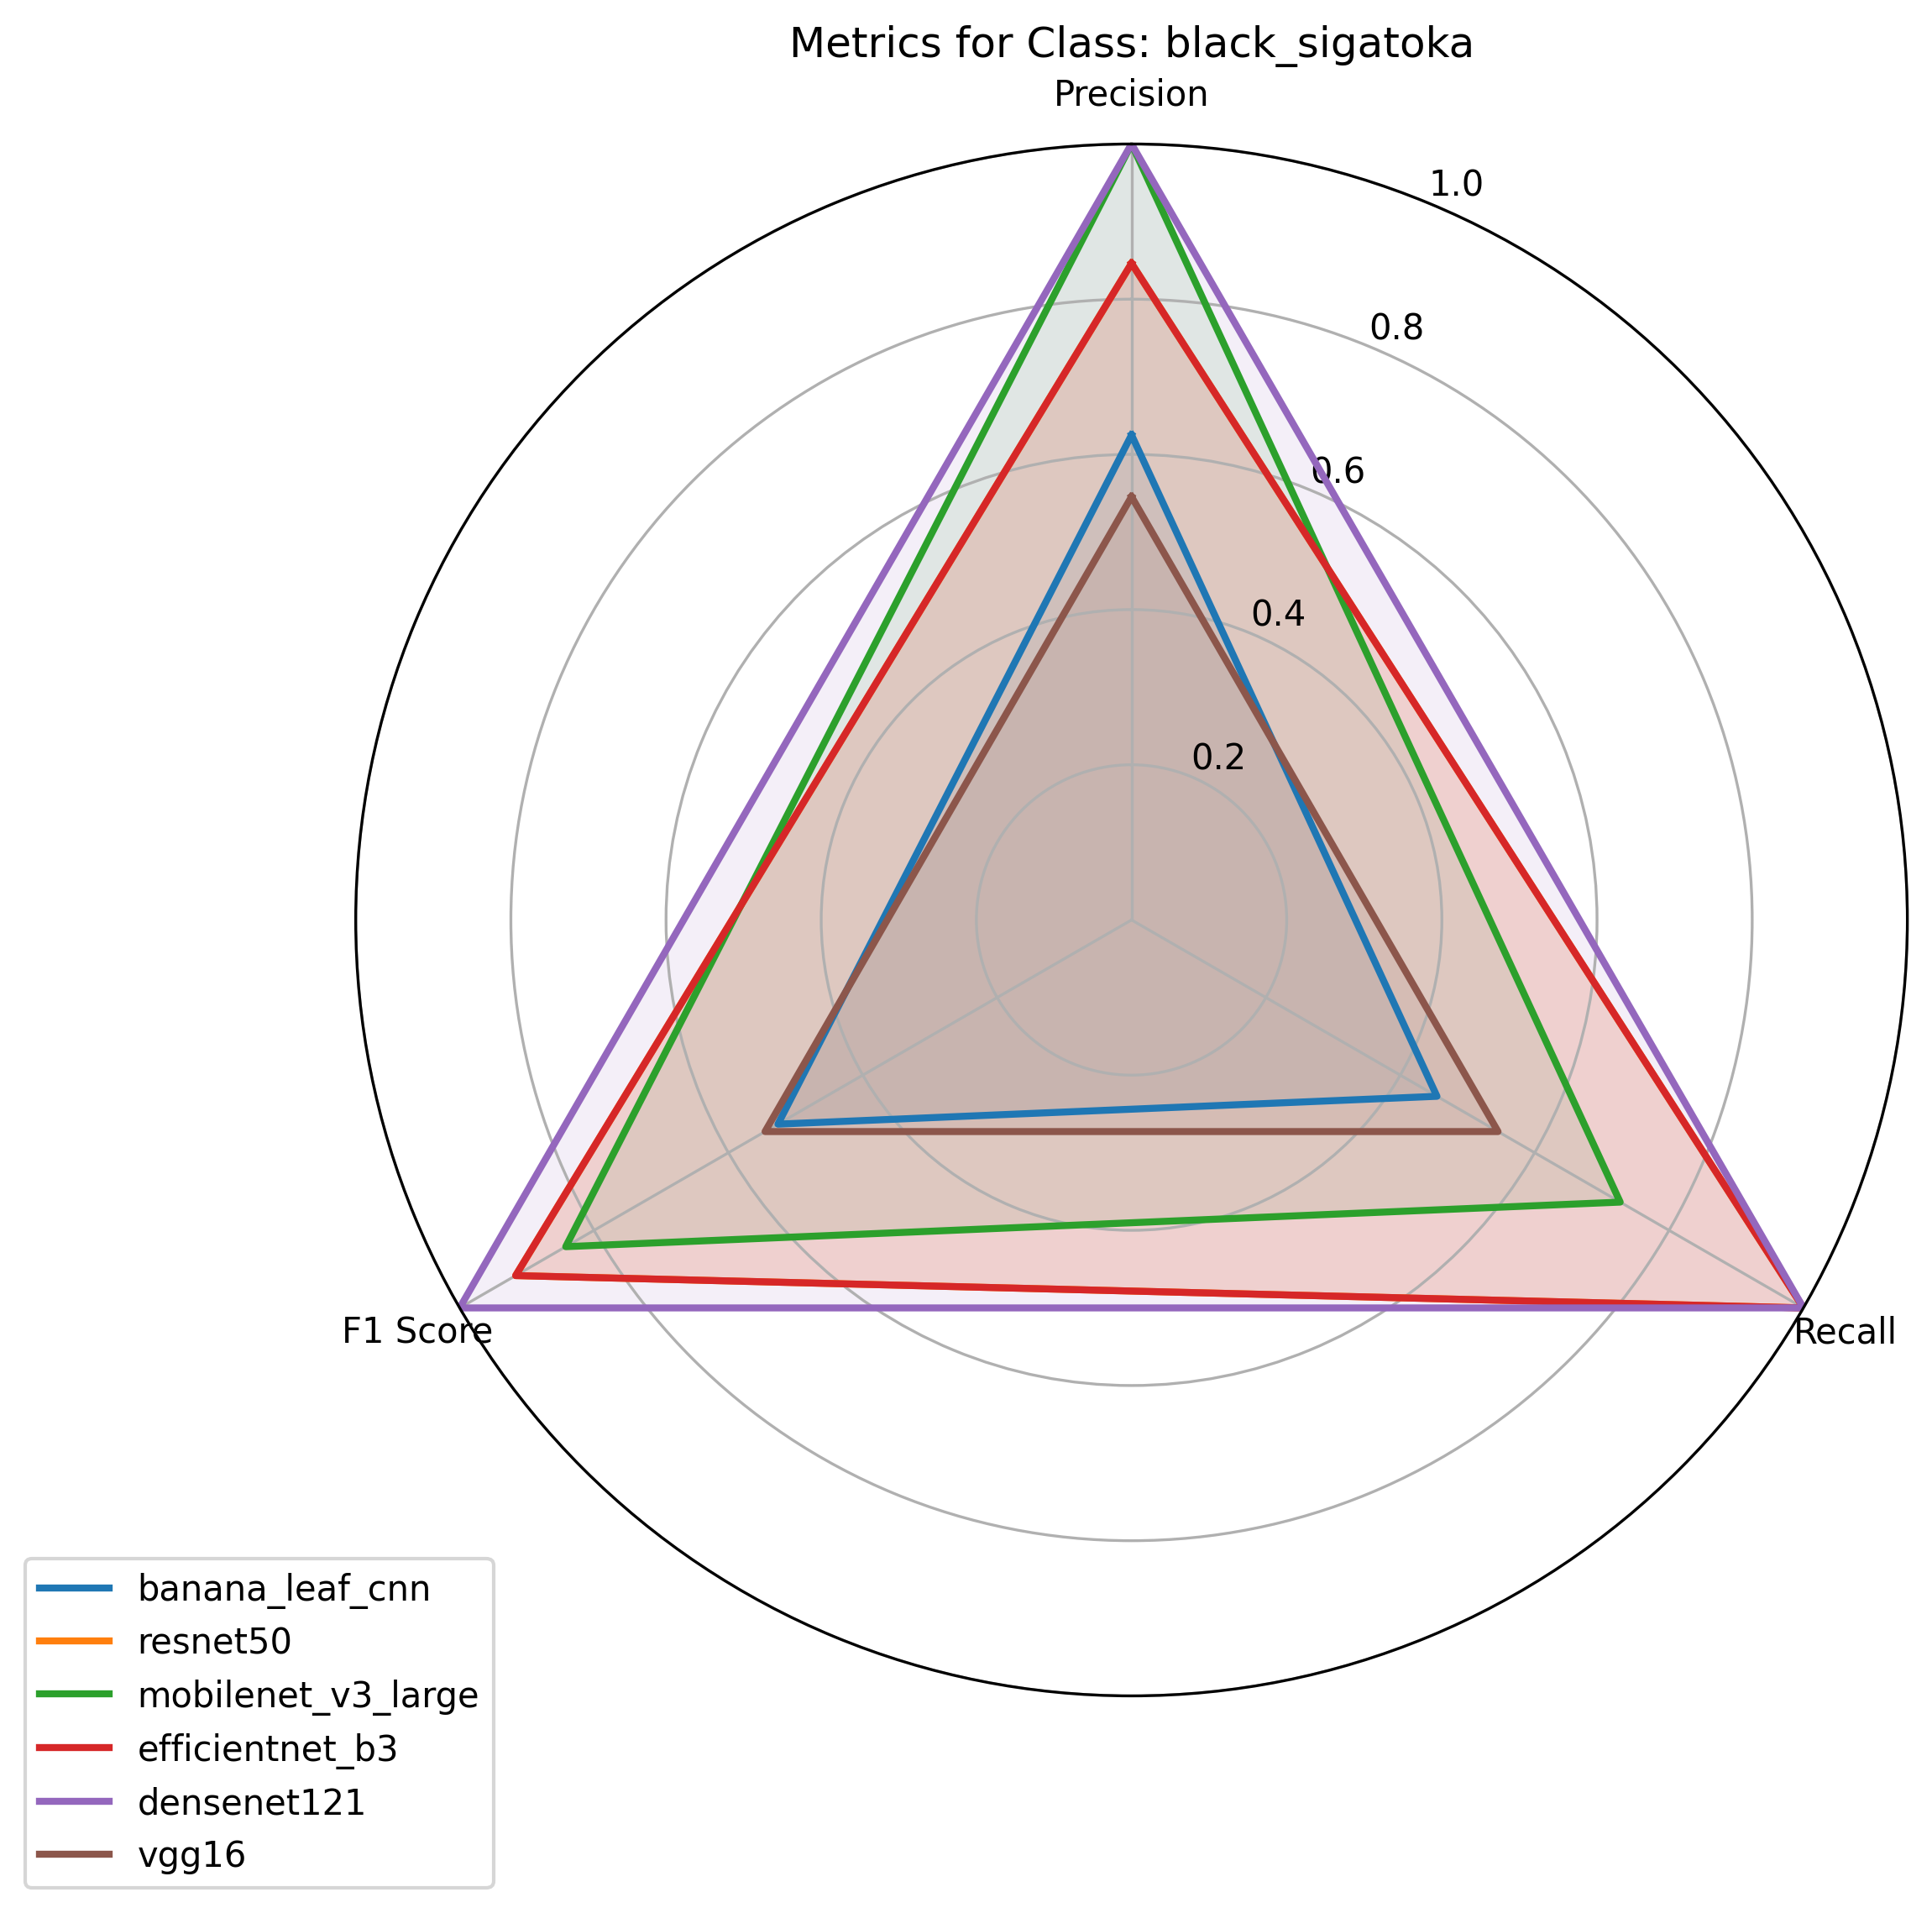 Metrics for Class: black_sigatoka
Precision
1.0
0.8
0.6
0.4
0.2
F1 Score
Recall
banana_leaf_cnn
resnet50
mobilenet_v3_large
efficientnet_b3
densenet121
vgg16